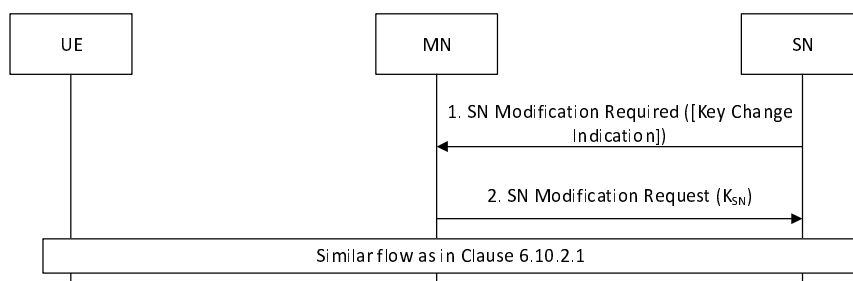 UE
MN
SN
1. SN Modification Required ([Key Change
Indication])
2. SN Modification Request (KSN)
Similar flow as in Clause 6.10.2.1